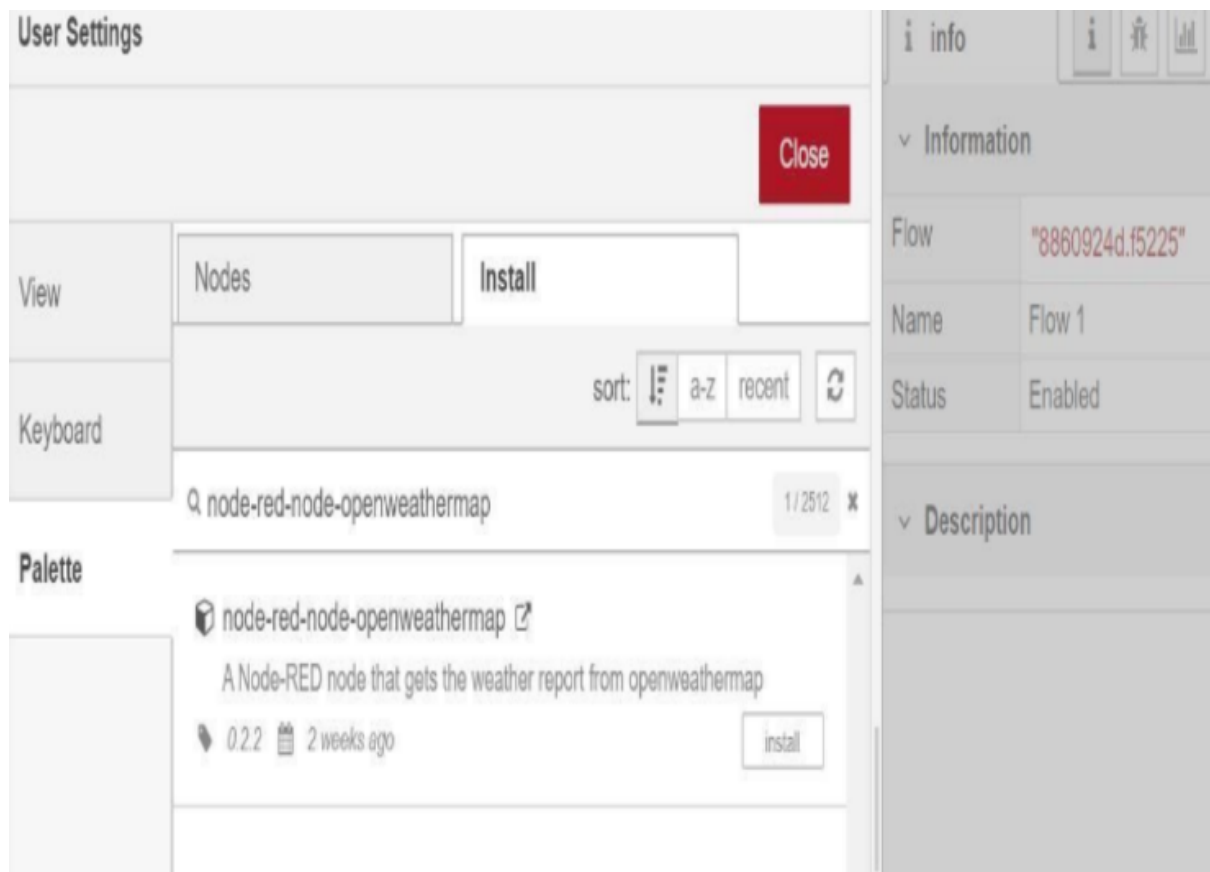 User Settings
Close
View
Keyboard
Palette
Nodes
Install
sort:
a-z
recent
node-red-node-openweathermap
1 / 2512
x
node-red-node-openweathermap
A Node-RED node that gets the weather report from openweathermap
0.2.2
2 weeks ago
install
i info
i
Information
Flow "8860924d.f5225"
Name Flow 1
Status Enabled
Description